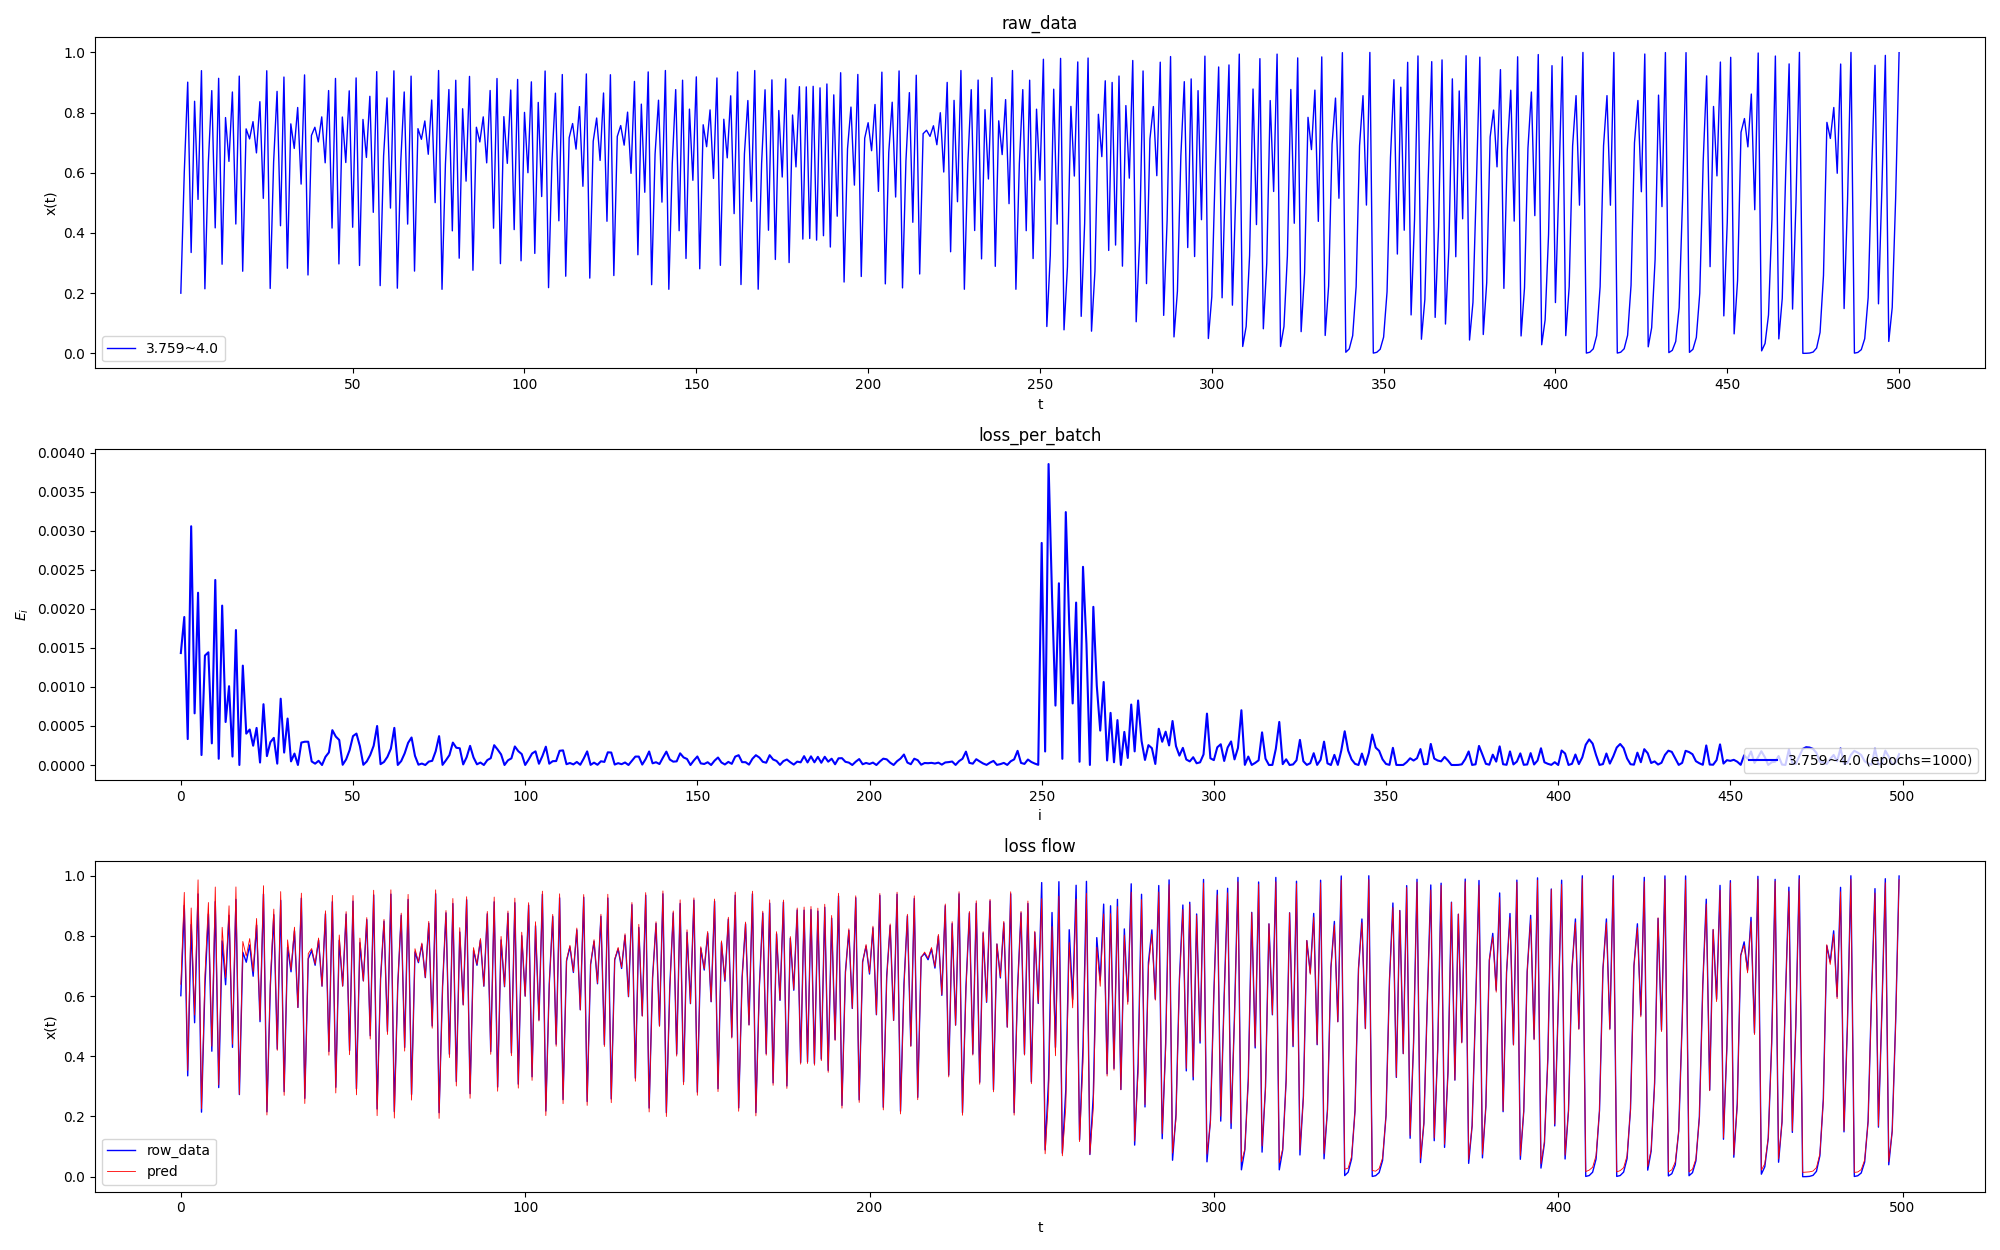 raw_data
1.0
0.8
0.6
0.4
0.2
0.0
x(t)
3.759~4.0
50 100 150 200 250 300 350 400 450 500
t
loss_per_batch
0.0040
0.0035
0.0030
0.0025
0.0020
0.0015
0.0010
0.0005
0.0000
E_i
3.759~4.0 (epochs=1000)
0 50 100 150 200 250 300 350 400 450 500
i
loss flow
1.0
0.8
0.6
0.4
0.2
0.0
x(t)
row_data
pred
0 100 200 300 400 500
t